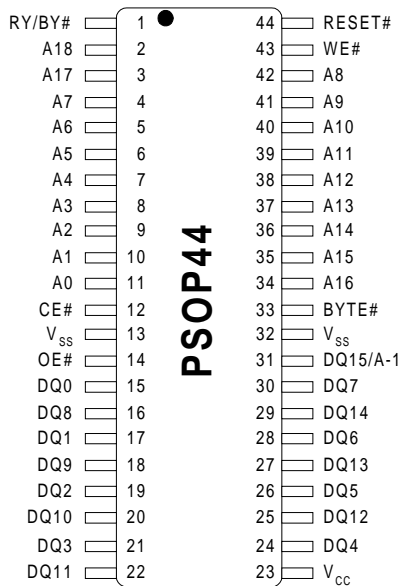 RY/BY# 1 44 RESET#
A18 2 43 WE#
A17 3 42 A8
A7 4 41 A9
A6 5 40 A10
A5 6 39 A11
A4 7 38 A12
A3 8 37 A13
A2 9 36 A14
A1 10 35 A15
A0 11 34 A16
CE# 12 33 BYTE#
VSS 13 32 VSS
OE# 14 31 DQ15/A-1
DQ0 15 30 DQ7
DQ8 16 29 DQ14
DQ1 17 28 DQ6
DQ9 18 27 DQ13
DQ2 19 26 DQ5
DQ10 20 25 DQ12
DQ3 21 24 DQ4
DQ11 22 23 VCC
PSOP44